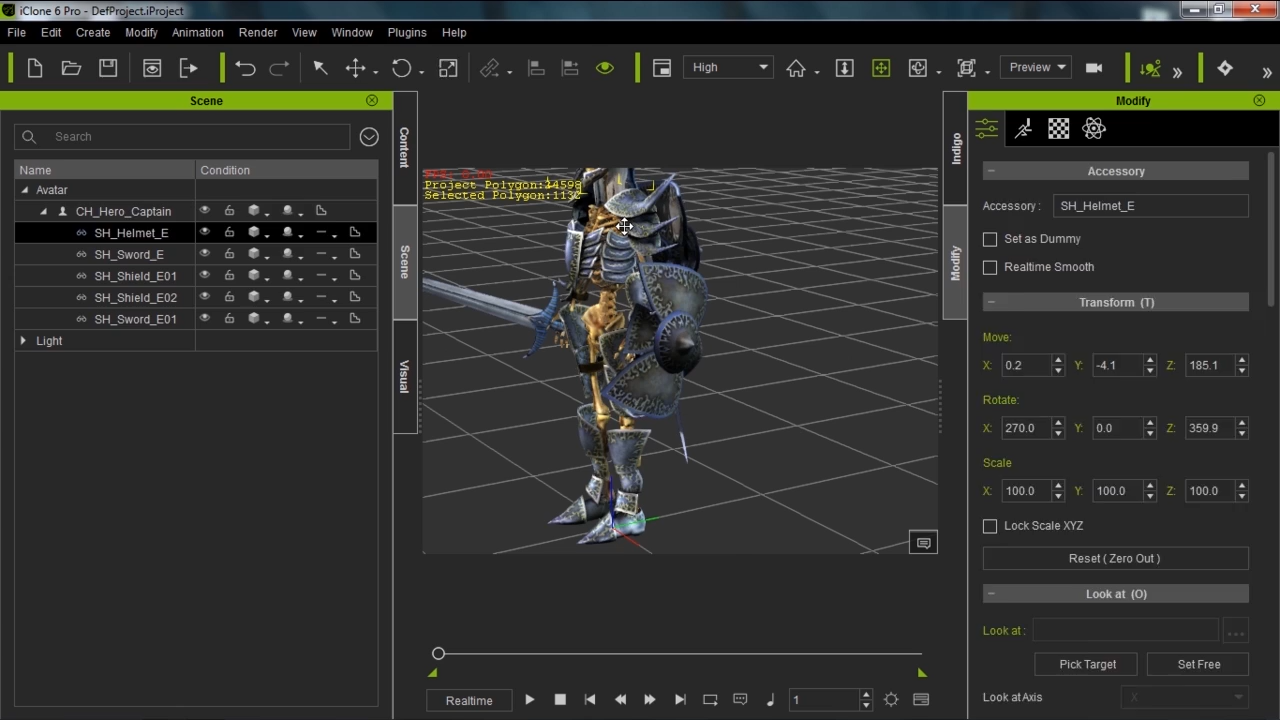 iClone 6 Pro - DefProject.iProject
File Edit Create Modify Animation Render View Window Plugins Help
High
Preview
Scene
Search
Name Condition
Avatar
CH_Hero_Captain
SH_Helmet_E
SH_Sword_E
SH_Shield_E01
SH_Shield_E02
SH_Sword_E01
Light
Content
Scene
Visual
Project Polygon:24598
Selected Polygon:1132
Realtime
1
Indigo
Modify
Modify
Accessory
Accessory : SH_Helmet_E
Set as Dummy
Realtime Smooth
Transform (T)
Move:
X: 0.2 Y: -4.1 Z: 185.1
Rotate:
X: 270.0 Y: 0.0 Z: 359.9
Scale
X: 100.0 Y: 100.0 Z: 100.0
Lock Scale XYZ
Reset ( Zero Out )
Look at (O)
Look at :
Pick Target Set Free
Look at Axis X